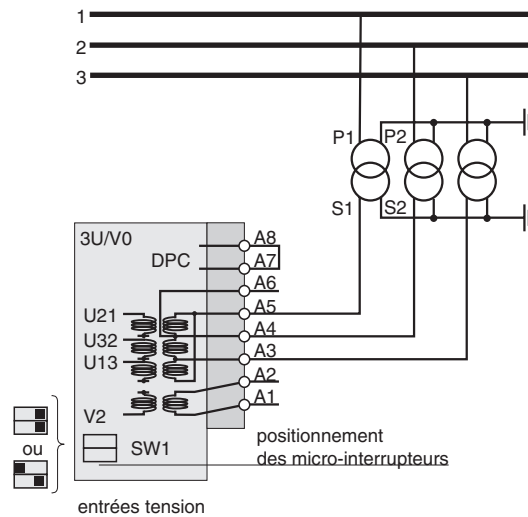 1
2
3
P1 P2
S1 S2
3U/V0
DPC
A8
A7
A6
A5
A4
A3
A2
A1
U21
U32
U13
V2
SW1
ou
positionnement
des micro-interrupteurs
entrées tension